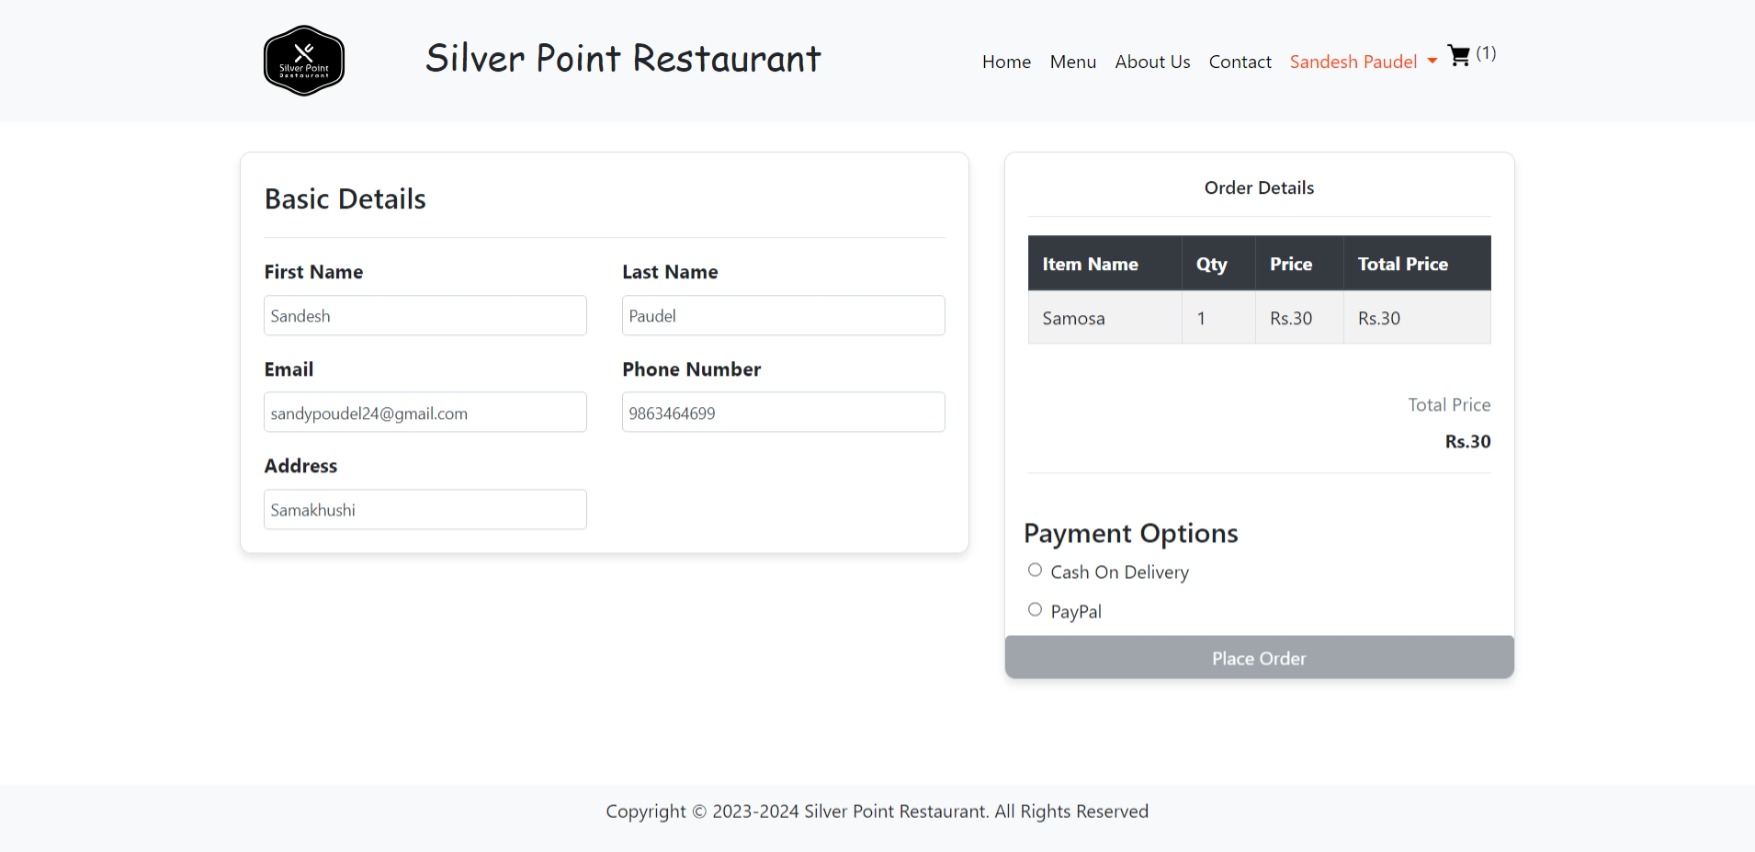 Silver Point
Restaurant
Silver Point Restaurant
Home Menu About Us Contact Sandesh Paudel (1)
Basic Details
First Name Last Name
Sandesh Paudel
Email Phone Number
sandypoudel24@gmail.com 9863464699
Address
Samakhushi
Order Details
Item Name Qty Price Total Price
Samosa 1 Rs.30 Rs.30
Total Price
Rs.30
Payment Options
Cash On Delivery
PayPal
Place Order
Copyright © 2023-2024 Silver Point Restaurant. All Rights Reserved